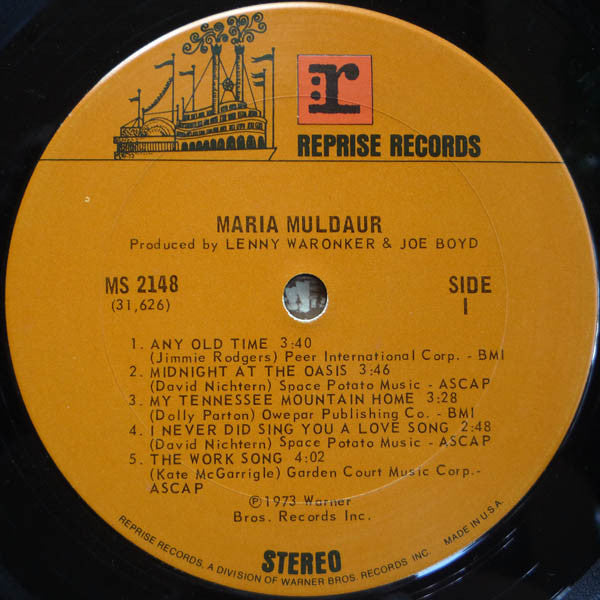 r
REPRISE RECORDS
MARIA MULDAUR
Produced by LENNY WARONKER & JOE BOYD
MS 2148
(31,626)
SIDE
1
1. ANY OLD TIME 3:40
(Jimmie Rodgers) Peer International Corp. - BMI
2. MIDNIGHT AT THE OASIS 3:46
(David Nichtern) Space Potato Music - ASCAP
3. MY TENNESSEE MOUNTAIN HOME 3:28
(Dolly Parton) Owepar Publishing Co. - BMI
4. I NEVER DID SING YOU A LOVE SONG 2:48
(David Nichtern) Space Potato Music - ASCAP
5. THE WORK SONG 4:02
(Kate McGarrigle) Garden Court Music Corp.-
ASCAP
℗1973 Warner
Bros. Records Inc.
STEREO
REPRISE RECORDS, A DIVISION OF WARNER BROS. RECORDS INC. MADE IN U.S.A.